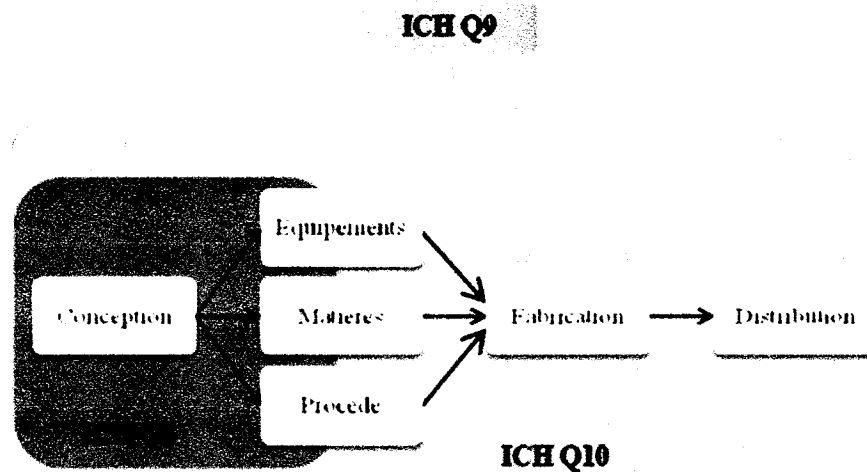 ICH Q9
Equipements
Conception
Matieres
Fabrication
Distribution
Procede
ICH Q10